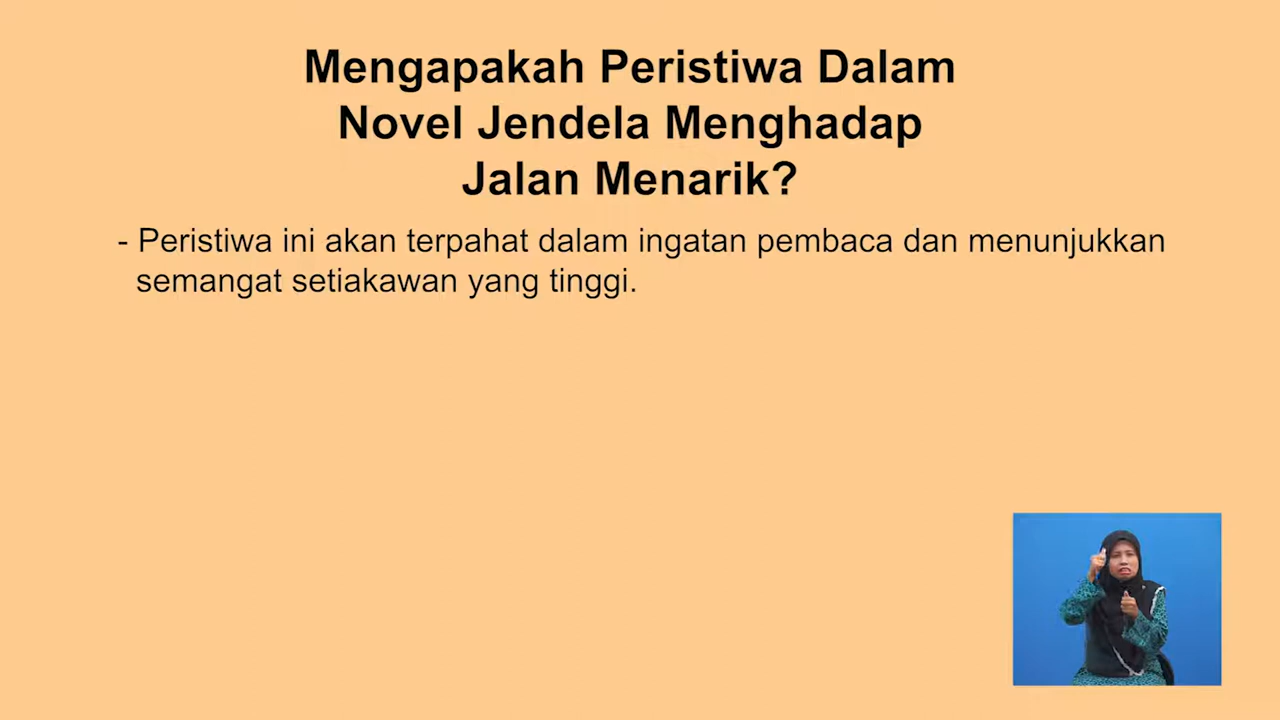 Mengapakah Peristiwa Dalam
Novel Jendela Menghadap
Jalan Menarik?
- Peristiwa ini akan terpahat dalam ingatan pembaca dan menunjukkan
semangat setiakawan yang tinggi.